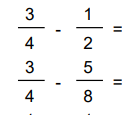 3/4 - 1/2 =
3/4 - 5/8 =